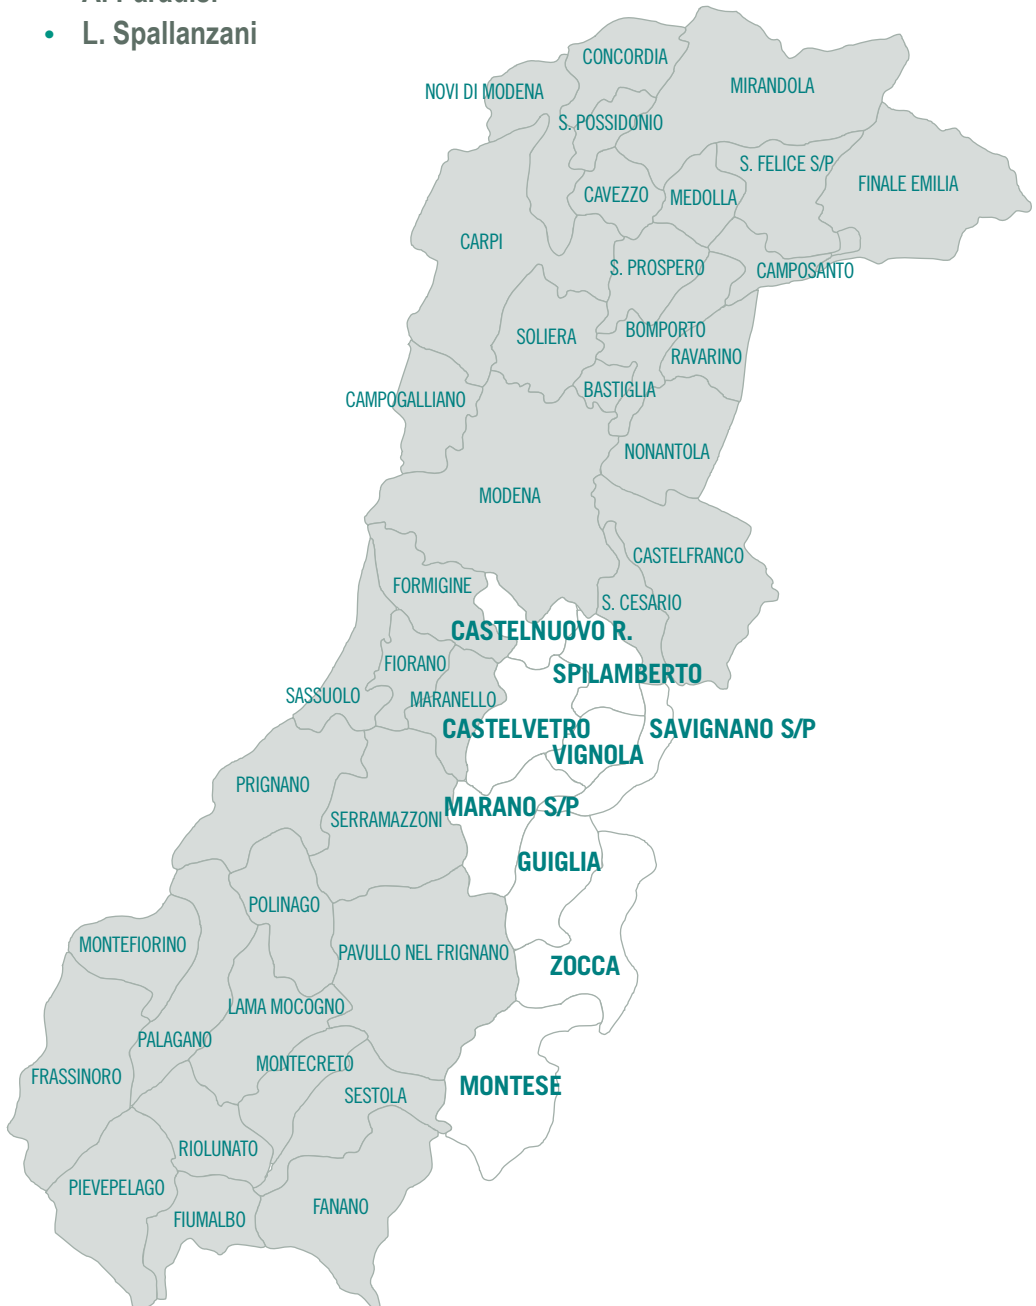 A. Paradisi
• L. Spallanzani
CONCORDIA
MIRANDOLA
NOVI DI MODENA
S. POSSIDONIO
S. FELICE S/P
FINALE EMILIA
CAVEZZO
MEDOLLA
CARPI
S. PROSPERO
CAMPOSANTO
BOMPORTO
SOLIERA
RAVARINO
BASTIGLIA
CAMPOGALLIANO
NONANTOLA
MODENA
CASTELFRANCO
FORMIGINE
S. CESARIO
CASTELNUOVO R.
FIORANO
SPILAMBERTO
SASSUOLO
MARANELLO
CASTELVETRO
SAVIGNANO S/P
VIGNOLA
PRIGNANO
MARANO S/P
SERRAMAZZONI
GUIGLIA
POLINAGO
MONTEFIORINO
PAVULLO NEL FRIGNANO
ZOCCA
LAMA MOCOGNO
PALAGANO
MONTECRETO
FRASSINORO
MONTESE
SESTOLA
RIOLUNATO
PIEVEPELAGO
FANANO
FIUMALBO